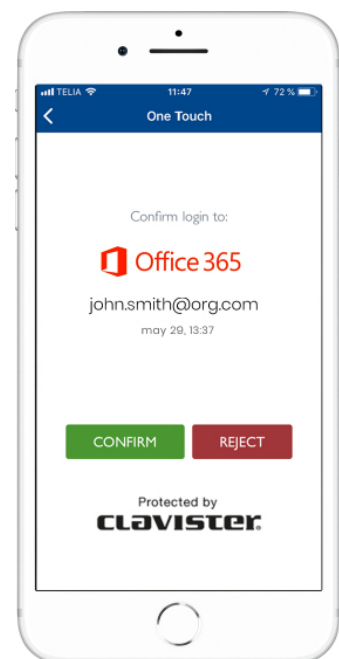 TELIA 11:47 72 %
One Touch
Confirm login to:
Office 365
john.smith@org.com
may 29, 13:37
CONFIRM REJECT
Protected by
CLAVISTER.